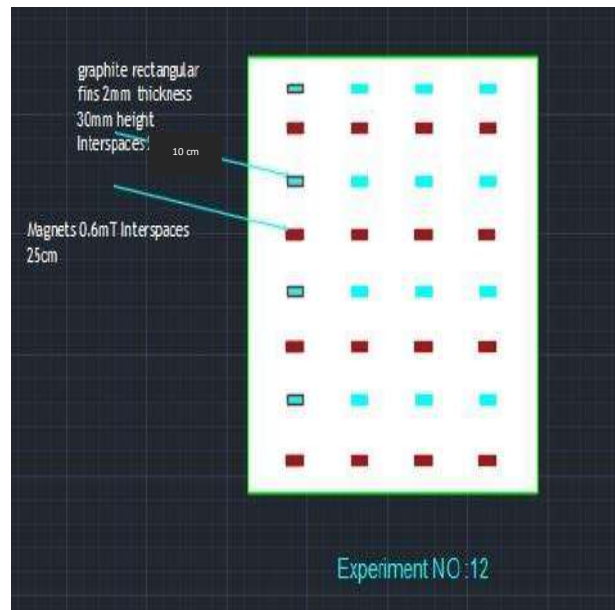 graphite rectangular
fins 2mm thickness
30mm height
Interspaces:
10 cm
Magnets 0.6mT Interspaces
25cm
Experiment NO :12